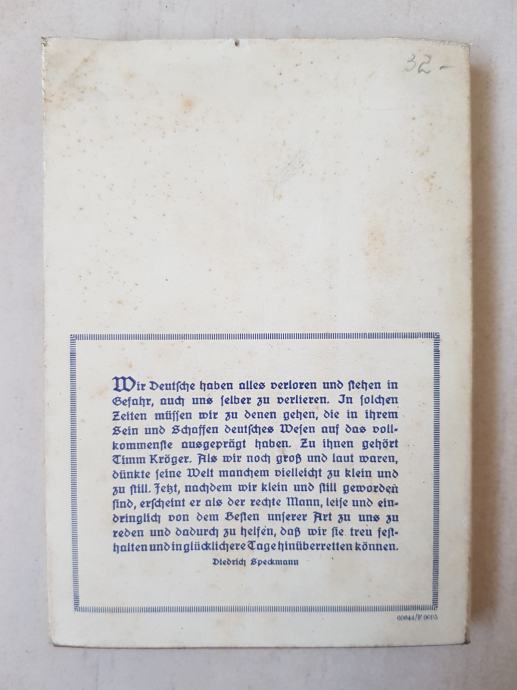 32-
Wir Deutsche haben alles verloren und stehen in
Gefahr, auch uns selber zu verlieren. In solchen
Zeiten müssen wir zu denen gehen, die in ihrem
Sein und Schaffen deutsches Wesen auf das voll-
kommenste ausgeprägt haben. Zu ihnen gehört
Timm Kröger. Als wir noch groß und laut waren,
dünkte seine Welt manchem vielleicht zu klein und
zu still. Jetzt, nachdem wir klein und still geworden
sind, erscheint er als der rechte Mann, leise und ein-
dringlich von dem Besten unserer Art zu uns zu
reden und dadurch zu helfen, daß wir sie treu fest-
halten und in glücklichere Tage hinüberretten können.
Diedrich Speckmann